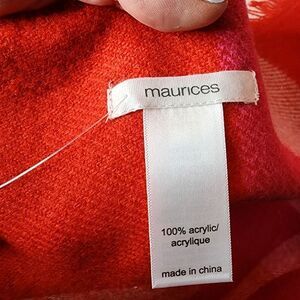 maurices
100% acrylic/
acrylique
made in china